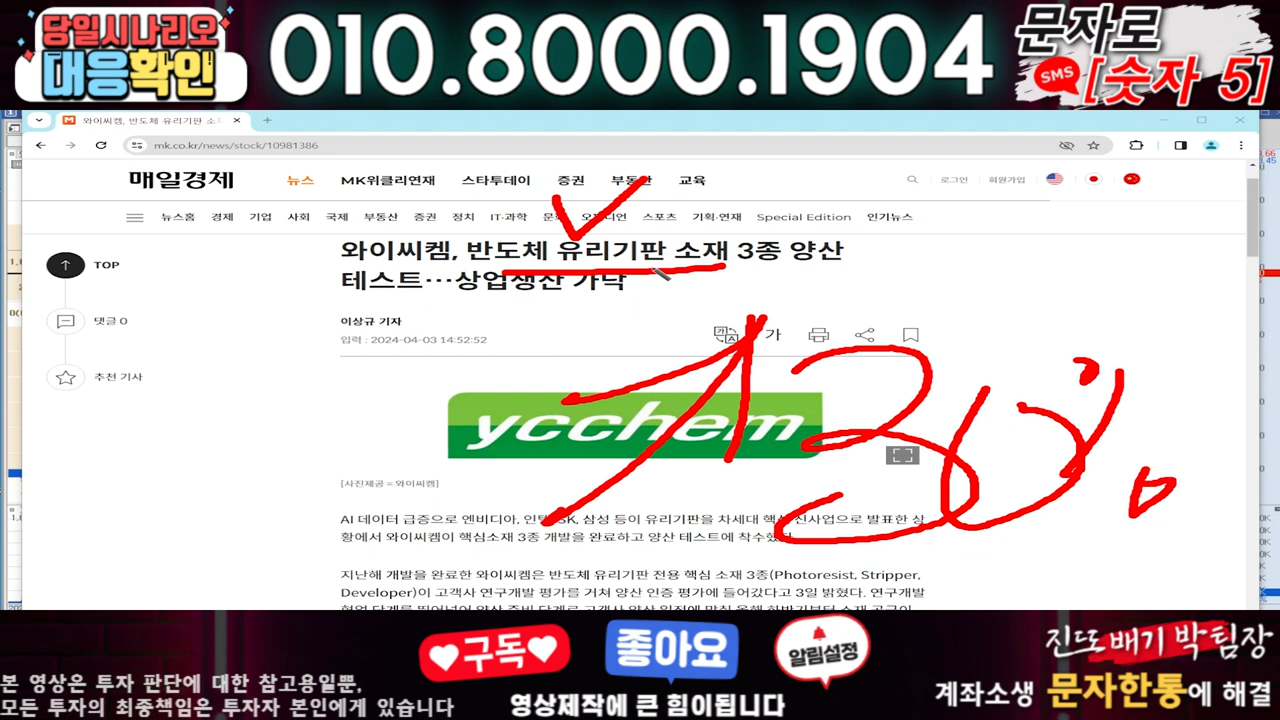 당일시나리오
대응확인
010.8000.1904
문자로
SMS [숫자 5]
와이씨켐, 반도체 유리기판 소재
mk.co.kr/news/stock/10981386
매일경제
뉴스 MK위클리연재 스타투데이 증권 부동산 교육
로그인 회원가입
뉴스홈 경제 기업 사회 국제 부동산 증권 정치 IT·과학 문화 오피니언 스포츠 기획·연재 Special Edition 인기뉴스
TOP
댓글 0
추천 기사
와이씨켐, 반도체 유리기판 소재 3종 양산
테스트…상업생산 가닥
이상규 기자
입력 : 2024-04-03 14:52:52
가
ycchem
[사진제공 = 와이씨켐]
AI 데이터 급증으로 엔비디아, 인텔, SK, 삼성 등이 유리기판을 차세대 핵심 신사업으로 발표한 상
황에서 와이씨켐이 핵심소재 3종 개발을 완료하고 양산 테스트에 착수했다.
지난해 개발을 완료한 와이씨켐은 반도체 유리기판 전용 핵심 소재 3종(Photoresist, Stripper,
Developer)이 고객사 연구개발 평가를 거쳐 양산 인증 평가에 들어갔다고 3일 밝혔다. 연구개발
구독
좋아요
알림설정
영상제작에 큰 힘이됩니다
본 영상은 투자 판단에 대한 참고용일뿐,
모든 투자의 최종책임은 투자자 본인에게 있습니다
진또배기 박팀장
계좌소생 문자한통에 해결